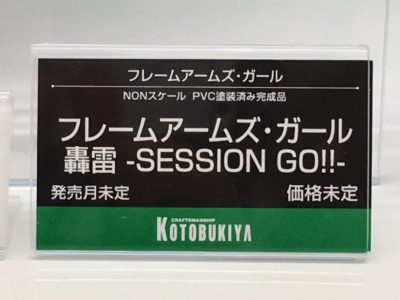 フレームアームズ・ガール
NONスケール PVC塗装済み完成品
フレームアームズ・ガール
轟雷 -SESSION GO!!-
発売月未定 価格未定
CRAFTSMANSHIP
KOTOBUKIYA